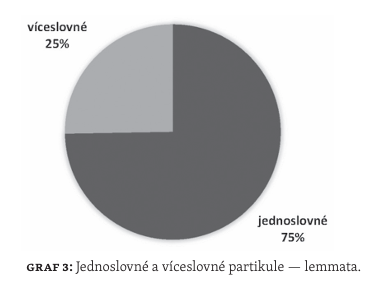 víceslovné
25%
jednoslovné
75%
GRAF 3: Jednoslovné a víceslovné partikule — lemmata.